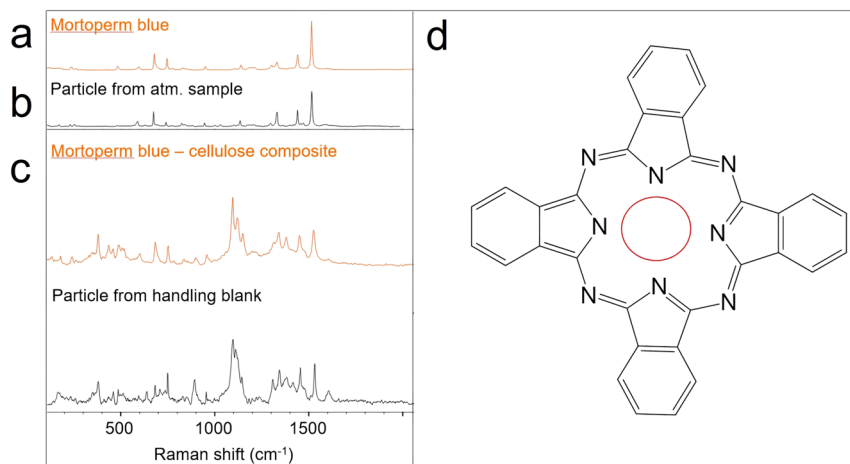 a
Mortoperm blue
b
Particle from atm. sample
c
Mortoperm blue – cellulose composite
Particle from handling blank
500
1000
1500
Raman shift (cm-1)
d
N
N
N
N
N
N
N
N